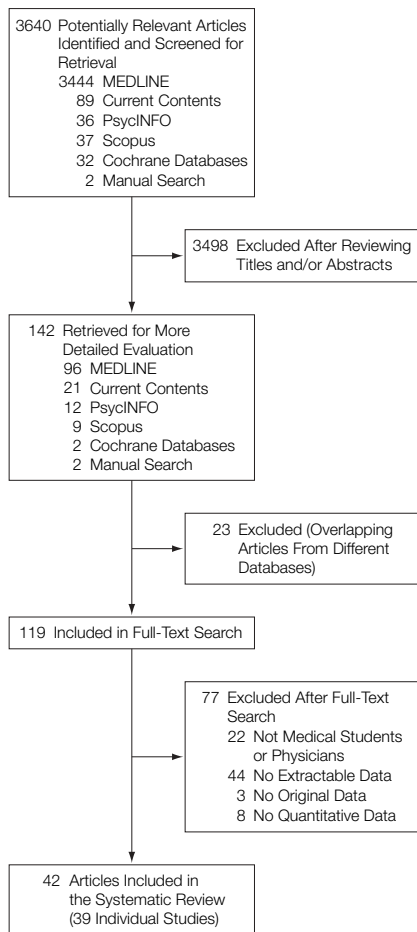 3640 Potentially Relevant Articles
Identified and Screened for
Retrieval
3444 MEDLINE
89 Current Contents
36 PsycINFO
37 Scopus
32 Cochrane Databases
2 Manual Search
3498 Excluded After Reviewing
Titles and/or Abstracts
142 Retrieved for More
Detailed Evaluation
96 MEDLINE
21 Current Contents
12 PsycINFO
9 Scopus
2 Cochrane Databases
2 Manual Search
23 Excluded (Overlapping
Articles From Different
Databases)
119 Included in Full-Text Search
77 Excluded After Full-Text
Search
22 Not Medical Students
or Physicians
44 No Extractable Data
3 No Original Data
8 No Quantitative Data
42 Articles Included in
the Systematic Review
(39 Individual Studies)